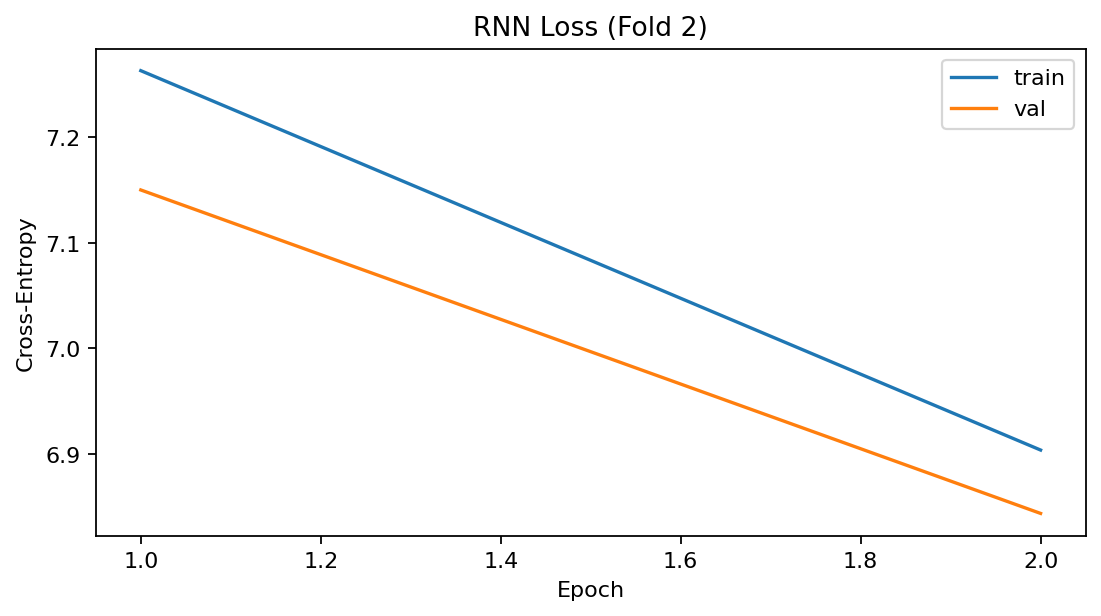 RNN Loss (Fold 2)
train
val
Cross-Entropy
7.2
7.1
7.0
6.9
1.0 1.2 1.4 1.6 1.8 2.0
Epoch